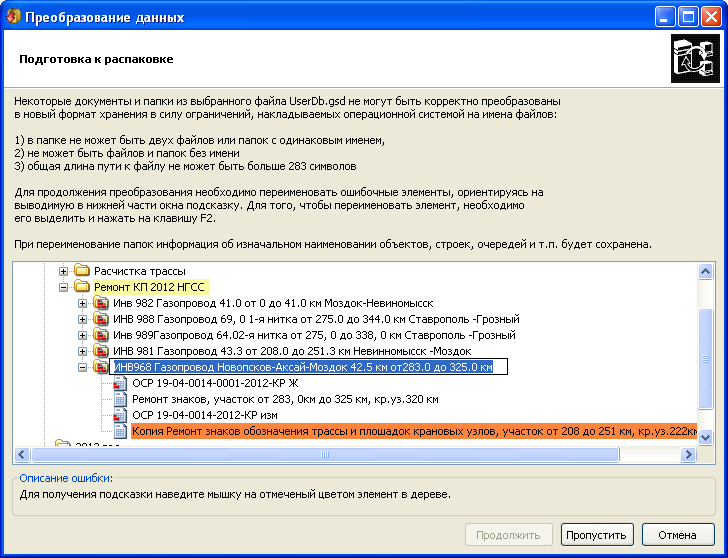 Преобразование данных
Подготовка к распаковке
Некоторые документы и папки из выбранного файла UserDb.gsd не могут быть корректно преобразованы
в новый формат хранения в силу ограничений, накладываемых операционной системой на имена файлов:
1) в папке не может быть двух файлов или папок с одинаковым именем,
2) не может быть файлов и папок без имени
3) общая длина пути к файлу не может быть больше 283 символов
Для продолжения преобразования необходимо переименовать ошибочные элементы, ориентируясь на
выводимую в нижней части окна подсказку. Для того, чтобы переименовать элемент, необходимо
его выделить и нажать на клавишу F2.
При переименование папок информация об изначальном наименовании объектов, строек, очередей и т.п. будет сохранена.
Расчистка трассы
Ремонт КП 2012 НГСС
Инв 982 Газопровод 41.0 от 0 до 41.0 км Моздок-Невиномысск
ИНВ 988 Газопровод 69, 0 1-я нитка от 275.0 до 344.0 км Ставрополь -Грозный
Инв 989Газопровод 64.02-я нитка от 275, 0 до 338, 0 км Ставрополь -Грозный
ИНВ 981 Газопровод 43.3 от 208.0 до 251.3 км Невинномысск -Моздок
ИНВ968 Газопровод Новопсков-Аксай-Моздок 42.5 км от283.0 до 325.0 км
ОСР 19-04-0014-0001-2012-КР Ж
Ремонт знаков, участок от 283, 0км до 325 км, кр.уз.320 км
ОСР 19-04-0014-2012-КР изм
Копия Ремонт знаков обозначения трассы и плошадок крановых узлов, участок от 208 до 251 км, кр.уз.222км
2013 год
Описание ошибки:
Для получения подсказки наведите мышку на отмеченый цветом элемент в дереве.
Продолжить Пропустить Отмена